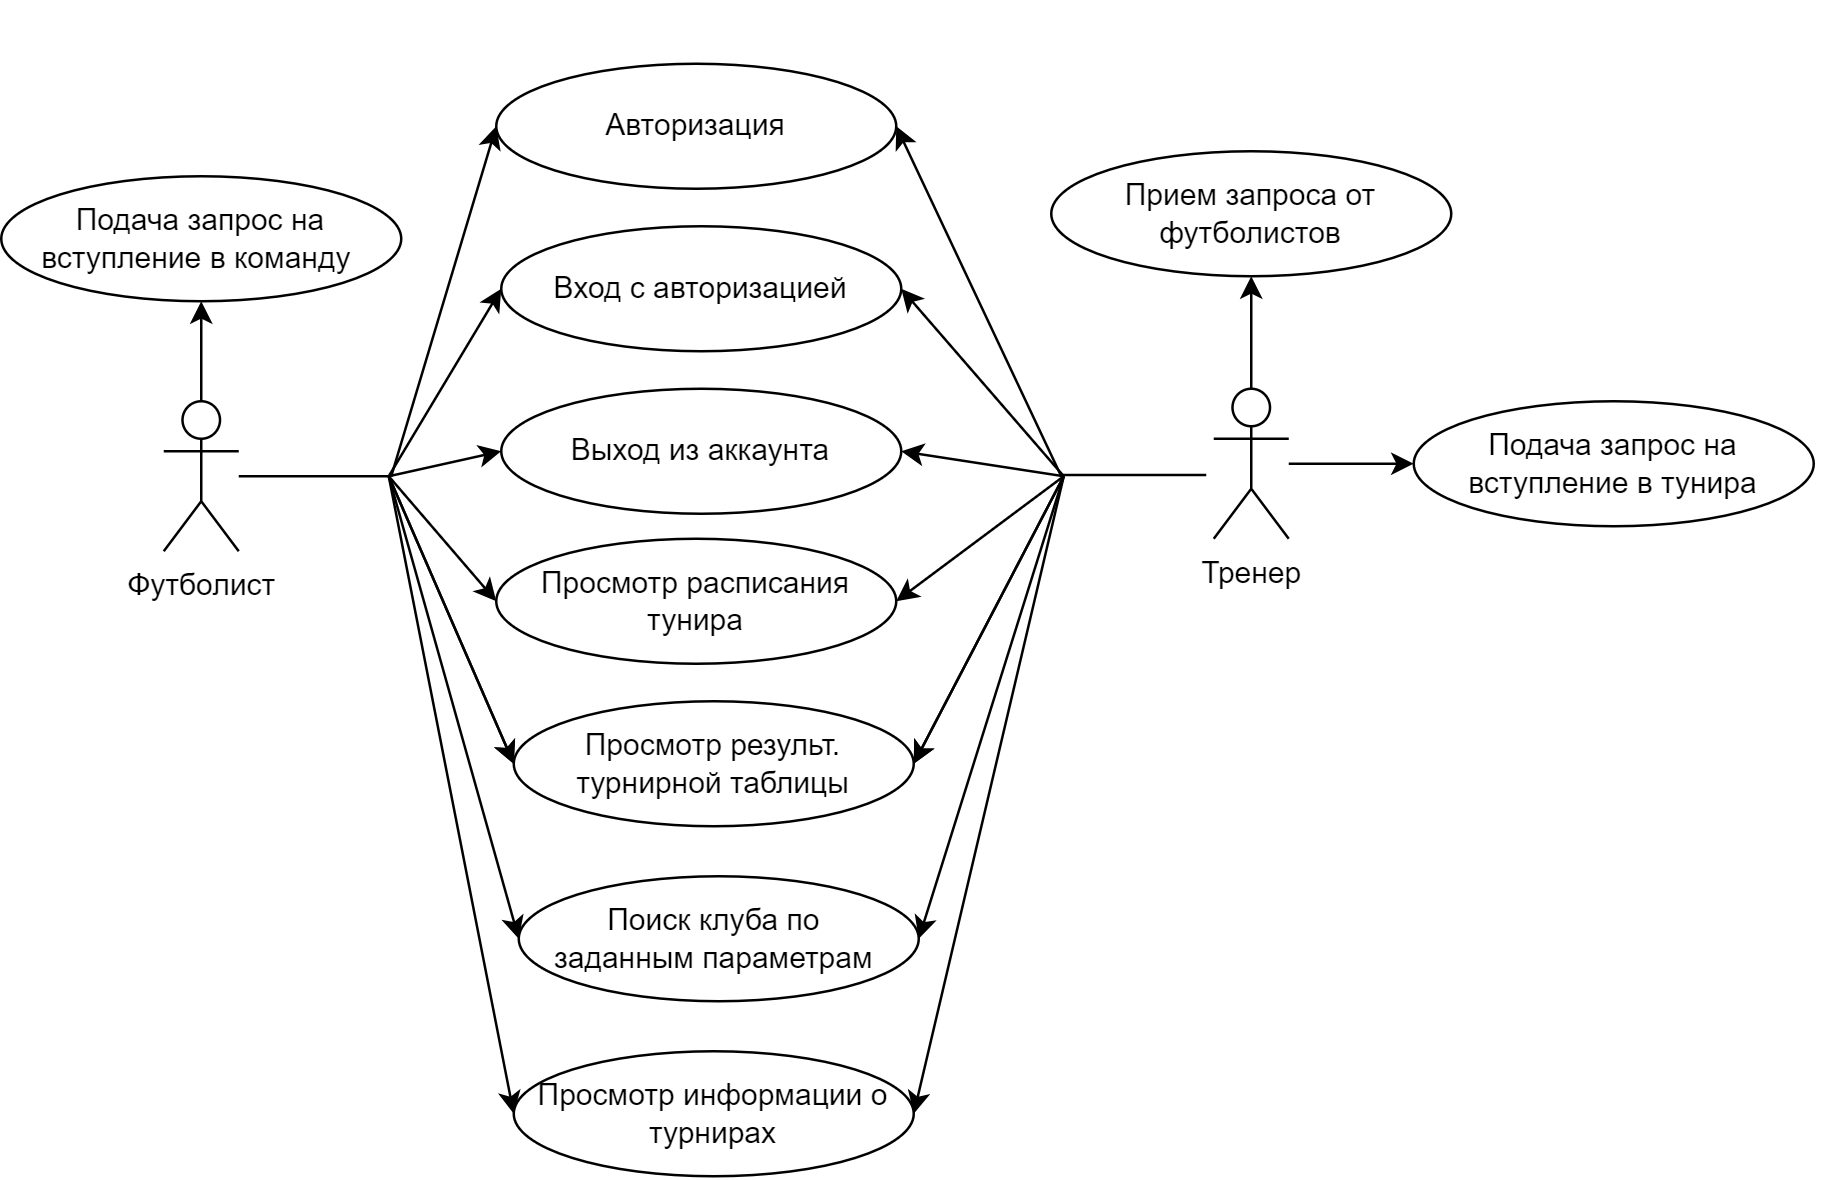 Авторизация
Подача запрос на
вступление в команду
Прием запроса от
футболистов
Вход с авторизацией
Выход из аккаунта
Подача запрос на
вступление в тунира
Футболист
Просмотр расписания
тунира
Тренер
Просмотр результ.
турнирной таблицы
Поиск клуба по
заданным параметрам
Просмотр информации о
турнирах